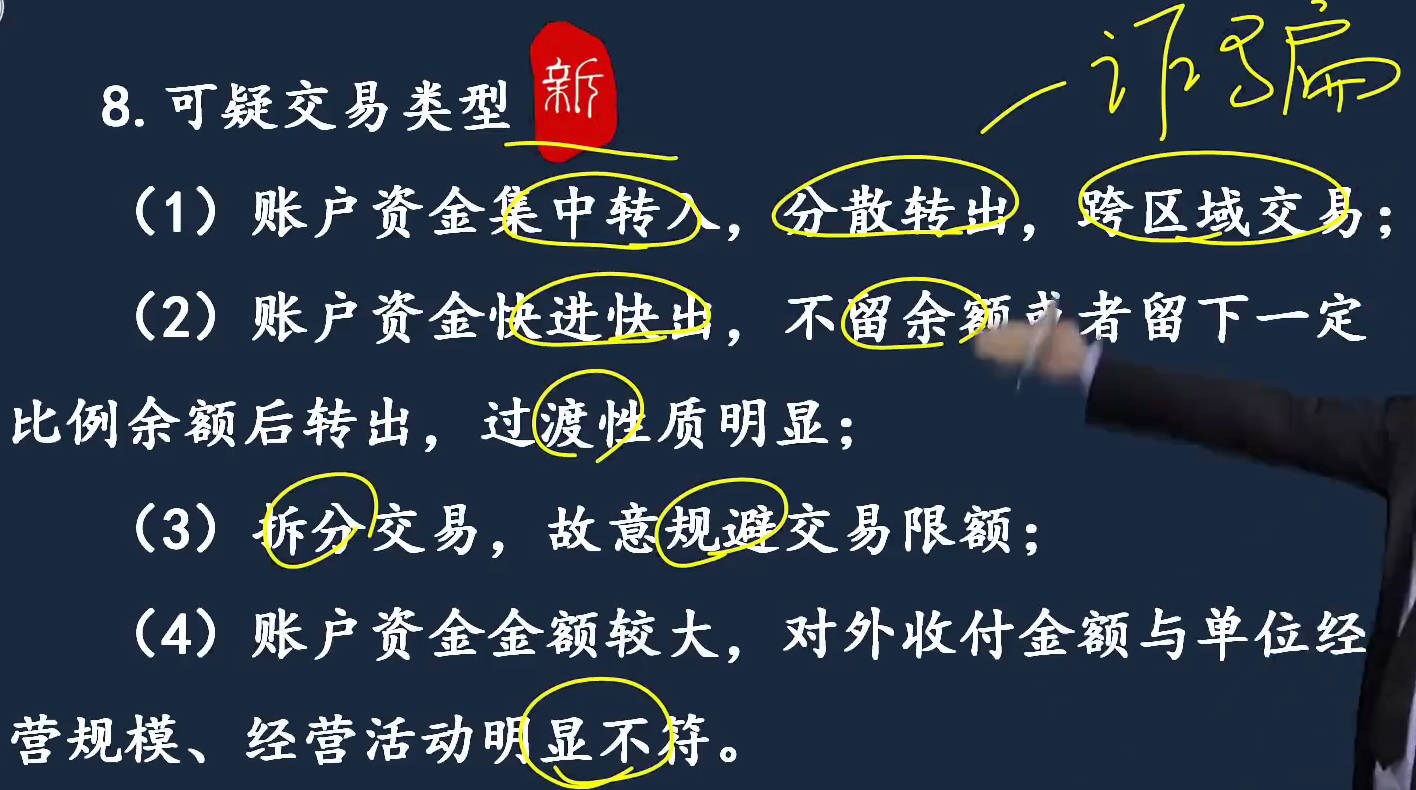 诈骗
8.可疑交易类型 新
（1）账户资金集中转入，分散转出，跨区域交易；
（2）账户资金快进快出，不留余额或者留下一定
比例余额后转出，过渡性质明显；
（3）拆分交易，故意规避交易限额；
（4）账户资金金额较大，对外收付金额与单位经
营规模、经营活动明显不符。